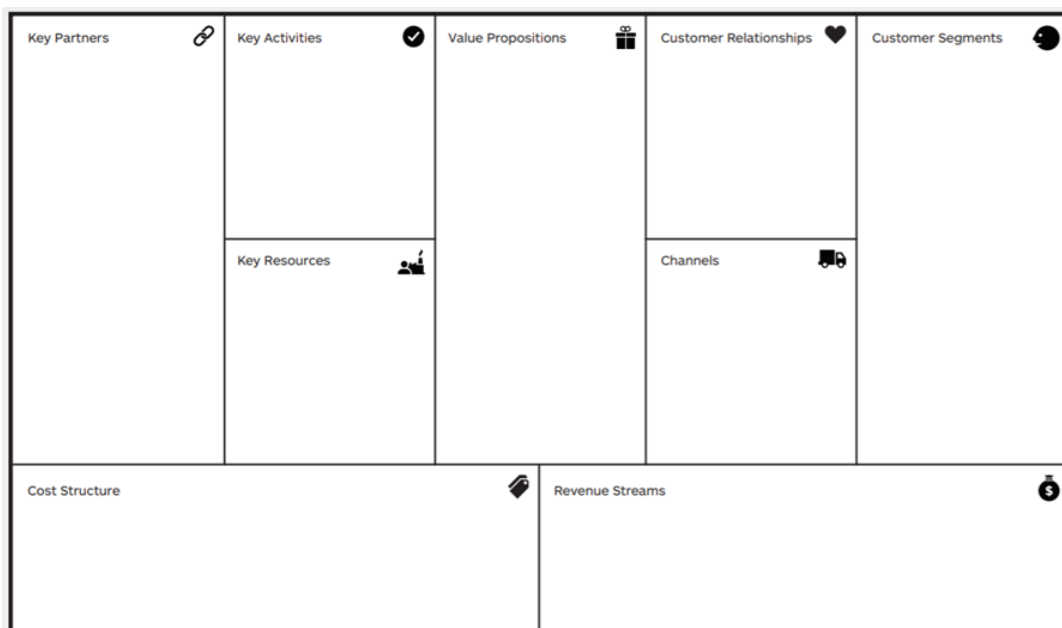 Key Partners
Key Activities
Value Propositions
Customer Relationships
Customer Segments
Key Resources
Channels
Cost Structure
Revenue Streams